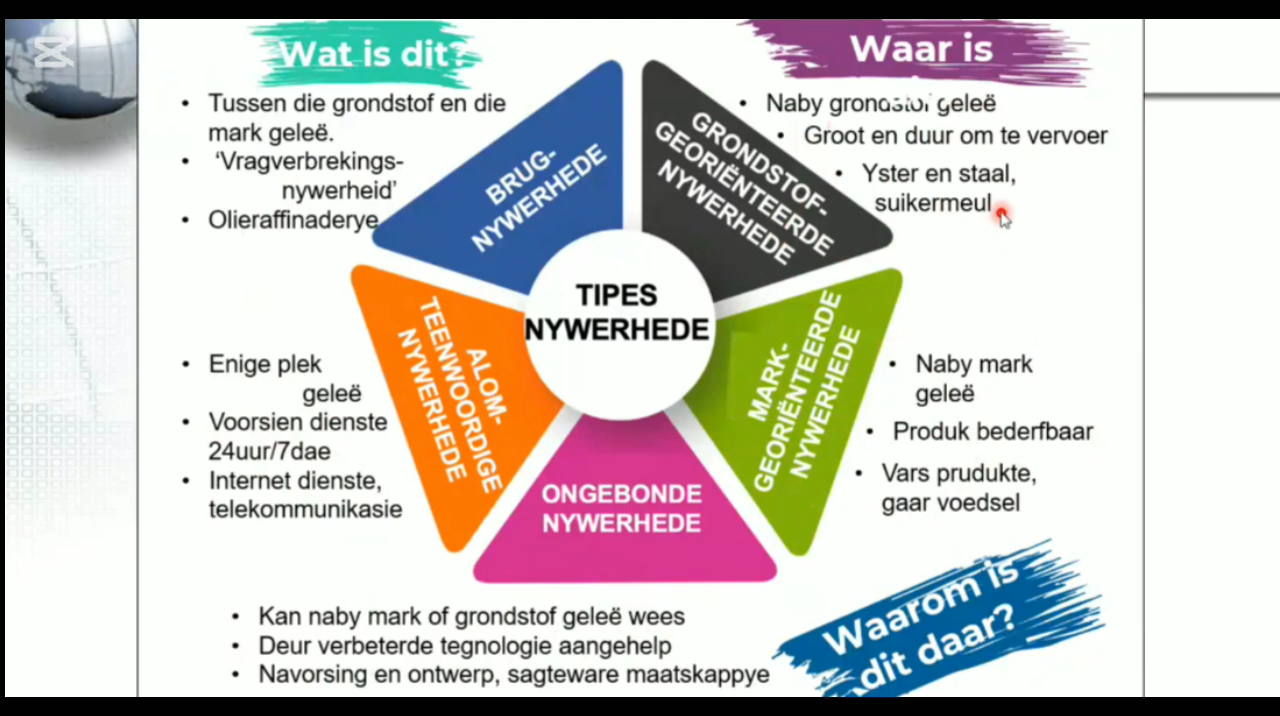 Wat is dit?
Waar is
• Tussen die grondstof en die
mark geleë.
• ‘Vragverbrekings-
nywerheid’
• Olieraffinaderye
BRUG-
NYWERHEDE
GRONDSTOF-
GEORIËNTEERDE
NYWERHEDE
• Naby grondstof geleë
• Groot en duur om te vervoer
• Yster en staal,
suikermeul
TIPES
NYWERHEDE
• Enige plek
geleë
• Voorsien dienste
24uur/7dae
• Internet dienste,
telekommunikasie
ALOM-
TEENWOORDIGE
NYWERHEDE
MARK-
GEORIËNTEERDE
NYWERHEDE
• Naby mark
geleë
• Produk bederfbaar
• Vars prudukte,
gaar voedsel
ONGEBONDE
NYWERHEDE
• Kan naby mark of grondstof geleë wees
• Deur verbeterde tegnologie aangehelp
• Navorsing en ontwerp, sagteware maatskappye
Waarom is
dit daar?